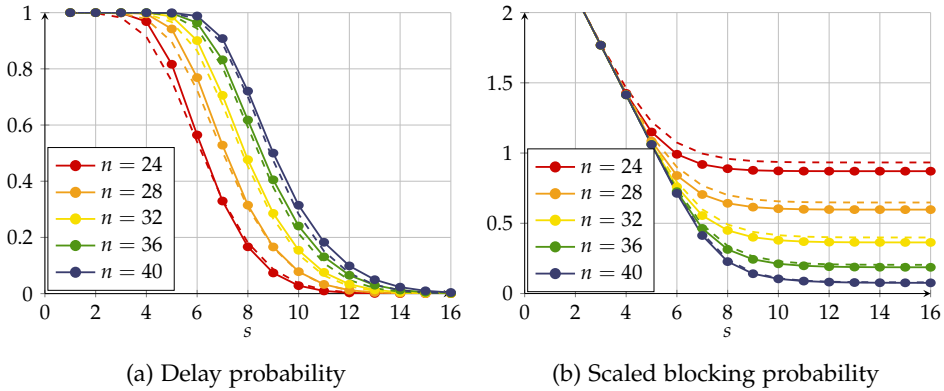 1
0.8
0.6
0.4
0.2
0
0 2 4 6 8 10 12 14 16
s
n = 24
n = 28
n = 32
n = 36
n = 40
(a) Delay probability
2
1.5
1
0.5
0
0 2 4 6 8 10 12 14 16
s
n = 24
n = 28
n = 32
n = 36
n = 40
(b) Scaled blocking probability